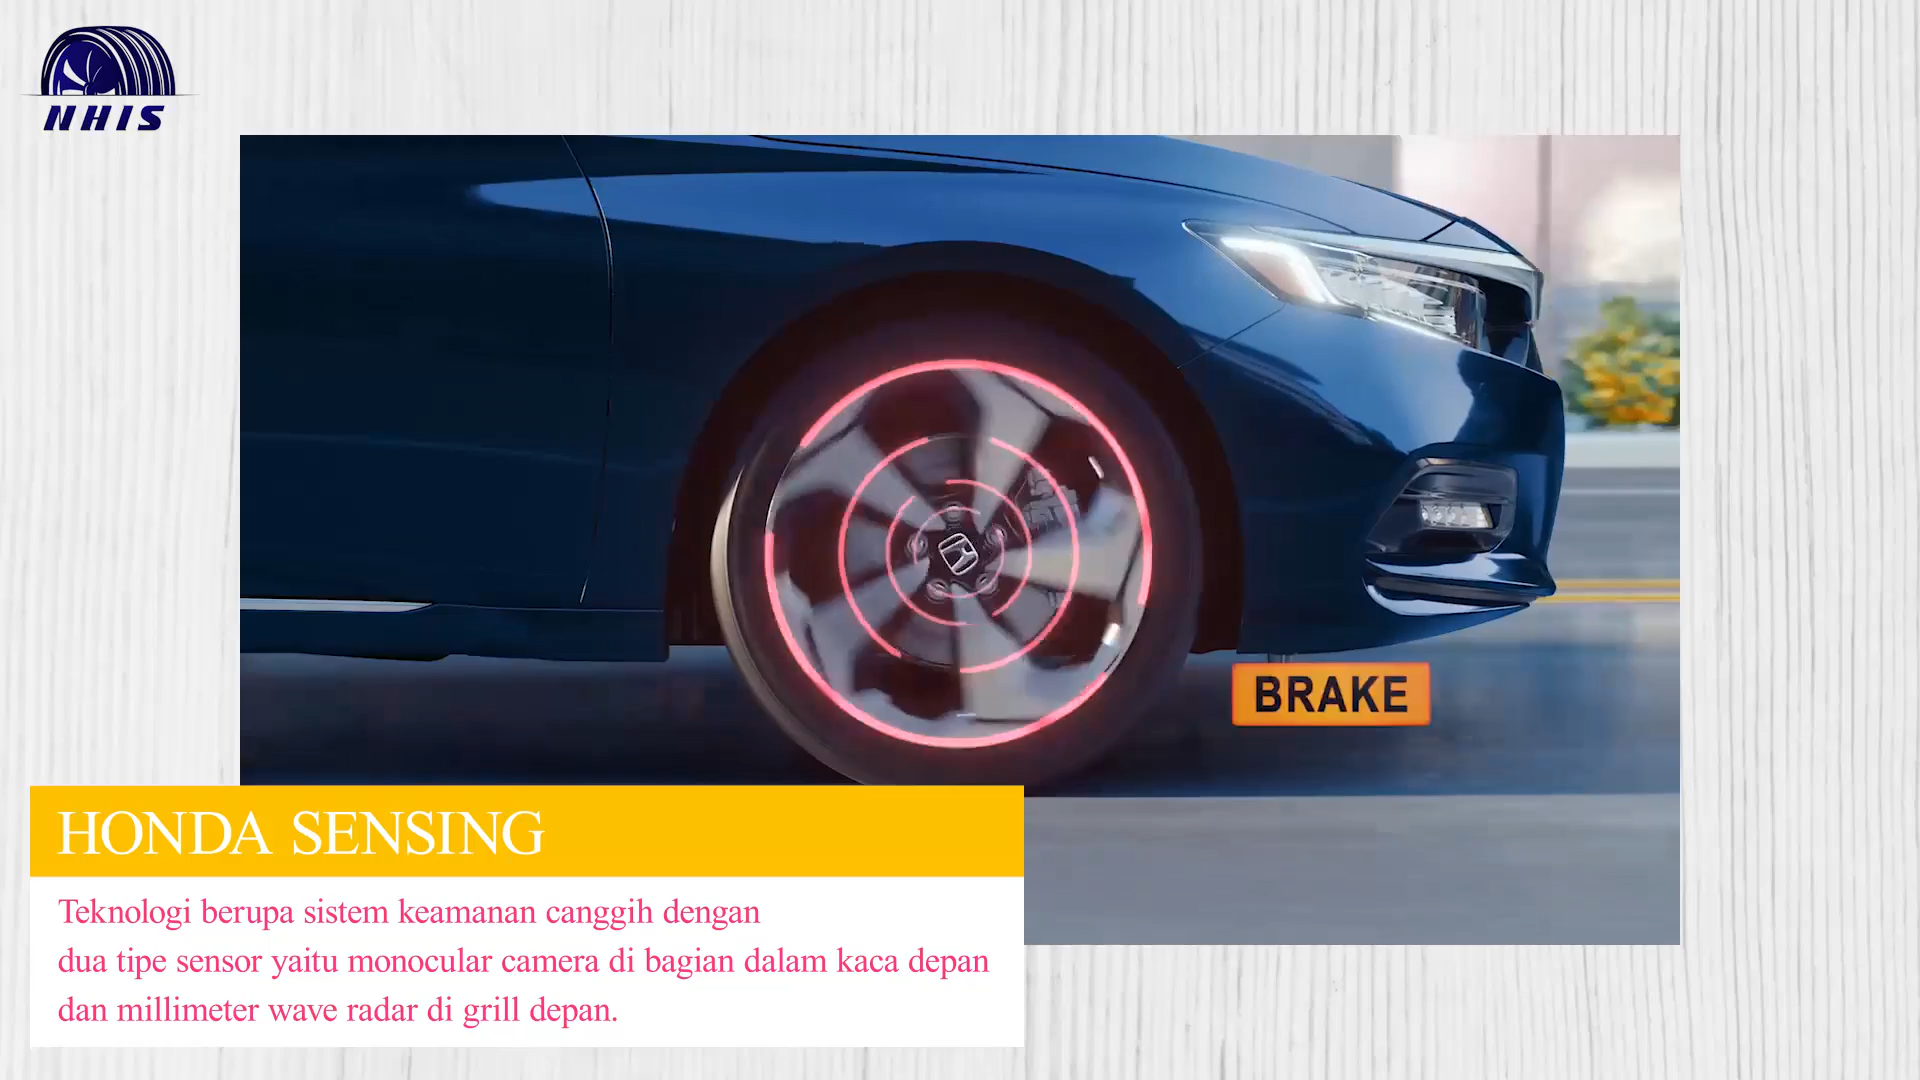 NHIS
BRAKE
HONDA SENSING
Teknologi berupa sistem keamanan canggih dengan
dua tipe sensor yaitu monocular camera di bagian dalam kaca depan
dan millimeter wave radar di grill depan.